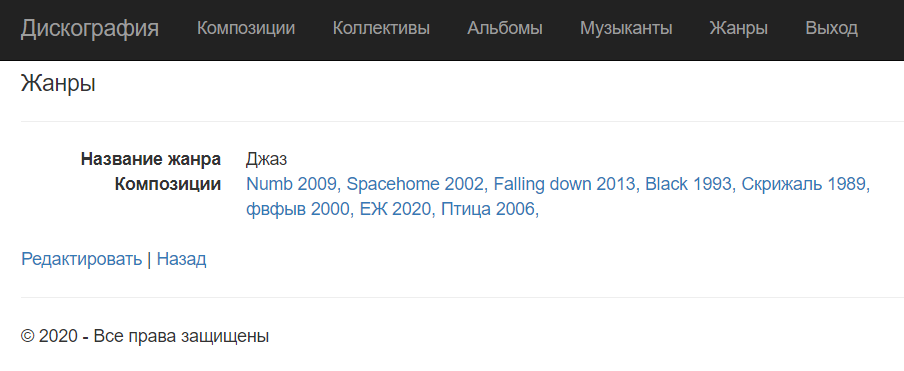 Дискография Композиции Коллективы Альбомы Музыканты Жанры Выход
Жанры
Название жанра Джаз
Композиции Numb 2009, Spacehome 2002, Falling down 2013, Black 1993, Скрижаль 1989,
фвфыв 2000, ЕЖ 2020, Птица 2006,
Редактировать | Назад
© 2020 - Все права защищены